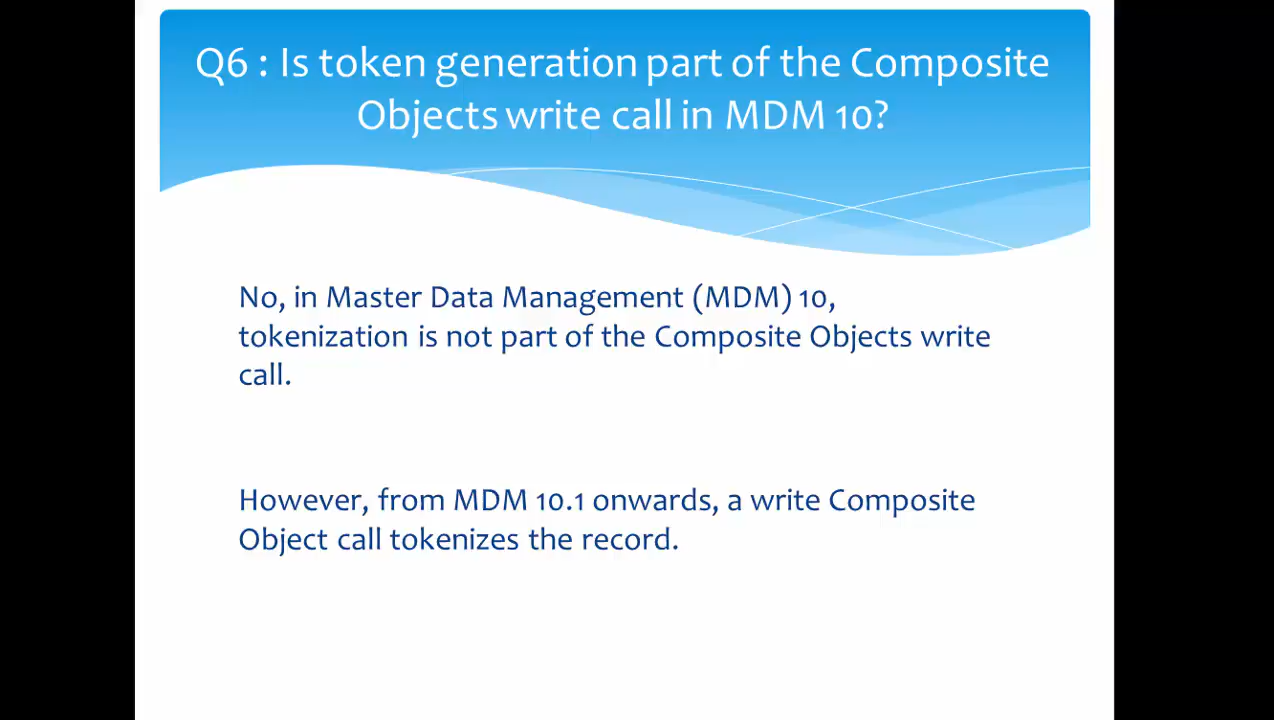 Q6 : Is token generation part of the Composite
Objects write call in MDM 10?
No, in Master Data Management (MDM) 10,
tokenization is not part of the Composite Objects write
call.
However, from MDM 10.1 onwards, a write Composite
Object call tokenizes the record.